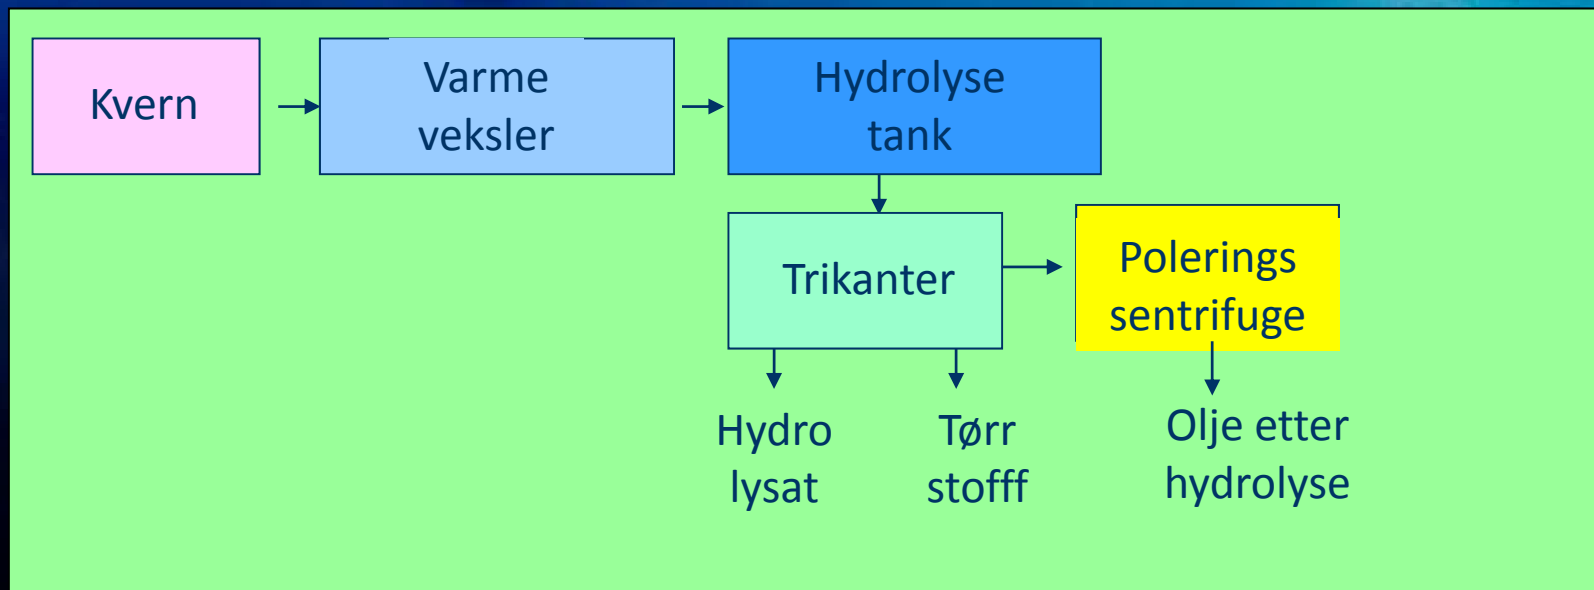 Kvern
Varme
veksler
Hydrolyse
tank
Trikanter
Polerings
sentrifuge
Hydro
lysat
Tørr
stofff
Olje etter
hydrolyse